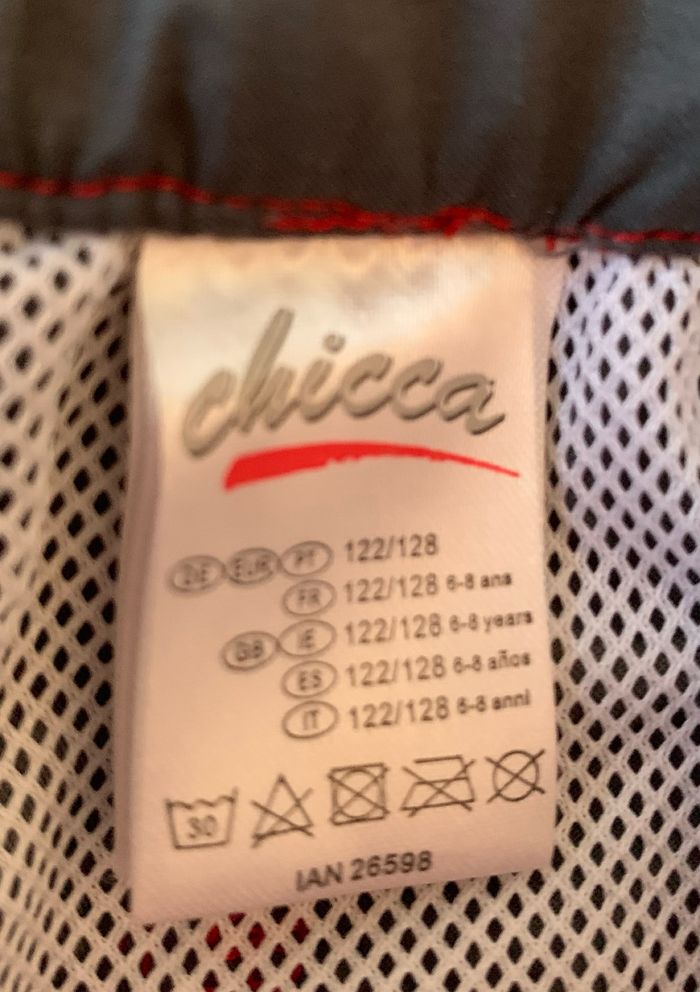 chicca
DE EUR PT 122/128
FR 122/128 6-8 ans
GB IE 122/128 6-8 years
ES 122/128 6-8 años
IT 122/128 6-8 anni
30
IAN 26598